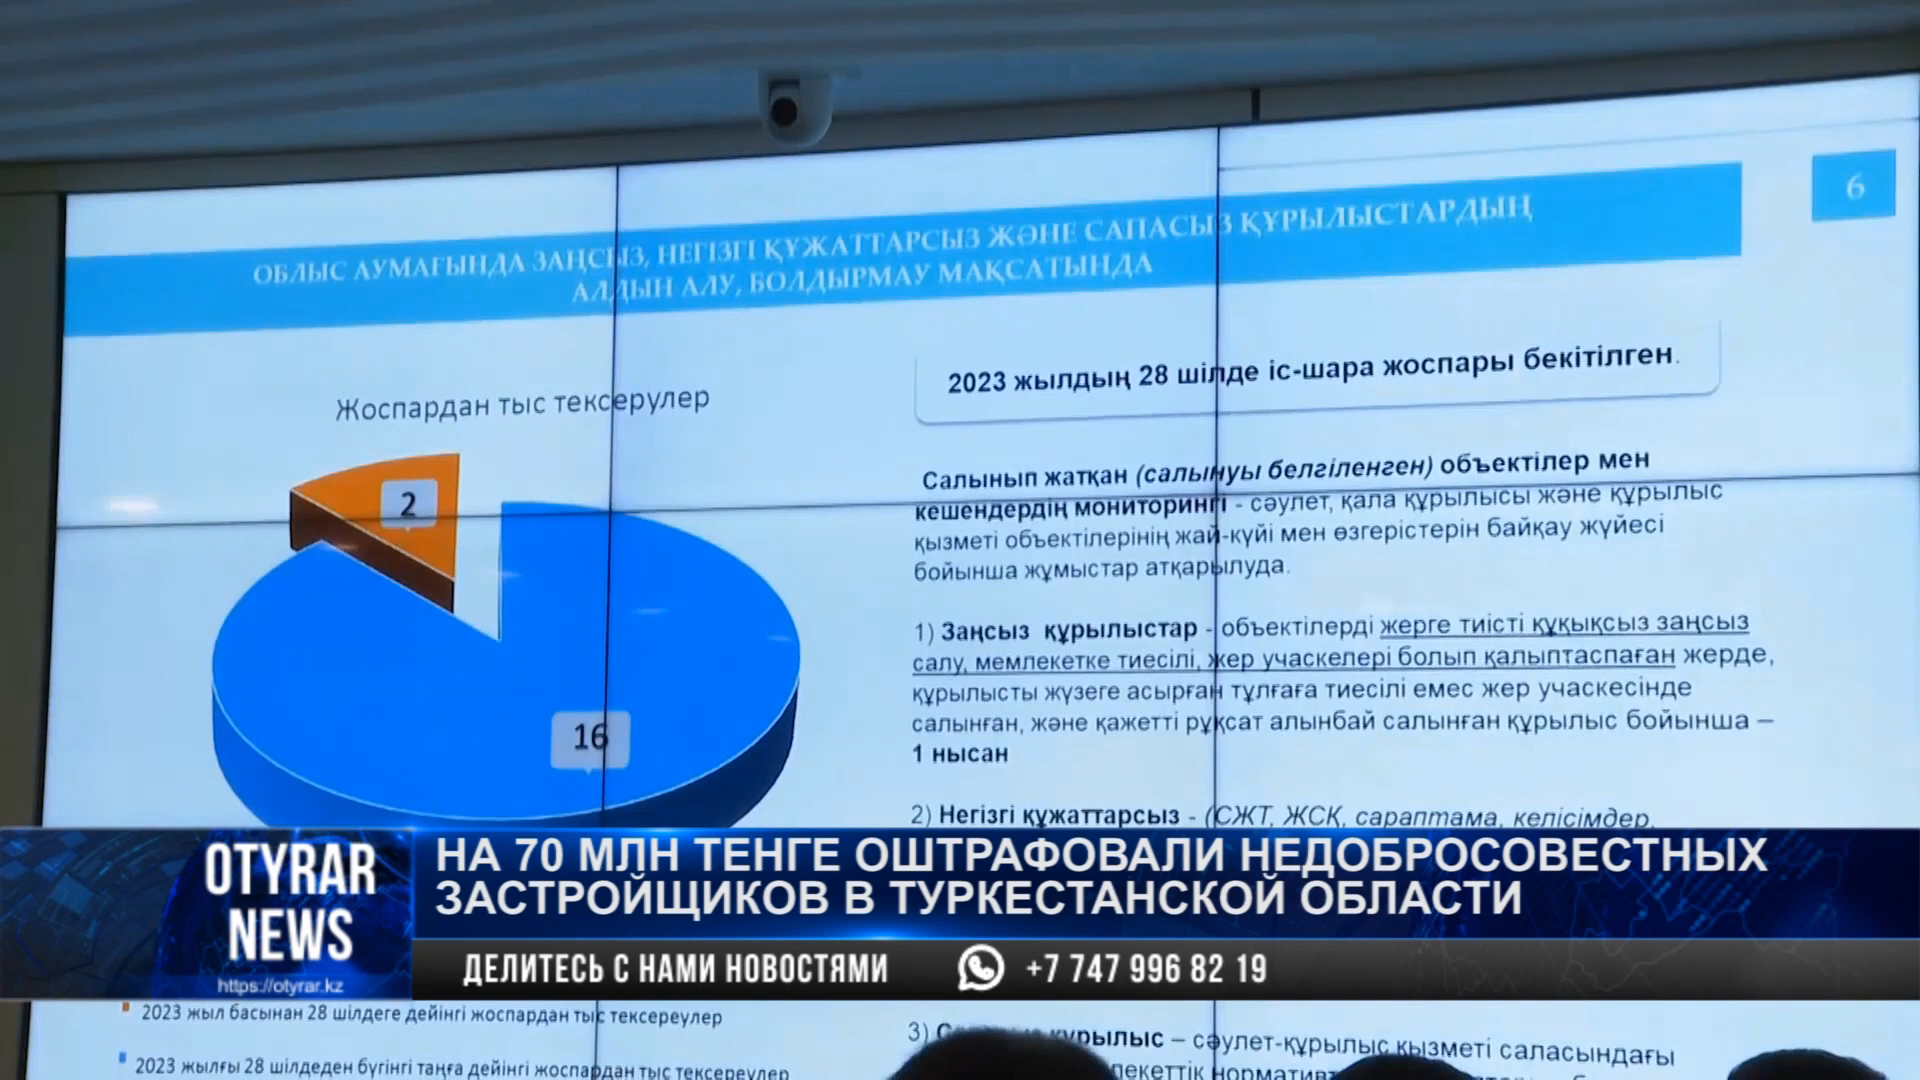 6
ОБЛЫС АУМАҒЫНДА ЗАҢСЫЗ, НЕГІЗГІ ҚҰЖАТТАРСЫЗ ЖӘНЕ САПАСЫЗ ҚҰРЫЛЫСТАРДЫҢ
АЛДЫН АЛУ, БОЛДЫРМАУ МАҚСАТЫНДА
Жоспардан тыс тексерулер
2
16
2023 жылдың 28 шілде іс-шара жоспары бекітілген.
Салынып жатқан (салынуы белгіленген) объектілер мен
кешендердің мониторингі - сәулет, қала құрылысы және құрылыс
қызметі объектілерінің жай-күйі мен өзгерістерін байқау жүйесі
бойынша жұмыстар атқарылуда.
1) Заңсыз құрылыстар - объектілерді жерге тиісті құқықсыз заңсыз
салу, мемлекетке тиесілі, жер учаскелері болып қалыптаспаған жерде,
құрылысты жүзеге асырған тұлғаға тиесілі емес жер учаскесінде
салынған, және қажетті рұқсат алынбай салынған құрылыс бойынша –
1 нысан
2) Негізгі құжаттарсыз - (СЖТ, ЖСҚ, сараптама, келісімдер,
OTYRAR
NEWS
https://otyrar.kz
НА 70 МЛН ТЕНГЕ ОШТРАФОВАЛИ НЕДОБРОСОВЕСТНЫХ
ЗАСТРОЙЩИКОВ В ТУРКЕСТАНСКОЙ ОБЛАСТИ
ДЕЛИТЕСЬ С НАМИ НОВОСТЯМИ
+7 747 996 82 19
2023 жыл басынан 28 шілдеге дейінгі жоспардан тыс тексереулер
2023 жылғы 28 шілдеден бүгінгі таңға дейінгі жоспардан тыс тексереулер
3) – сәулет-құрылыс қызметі саласындағы